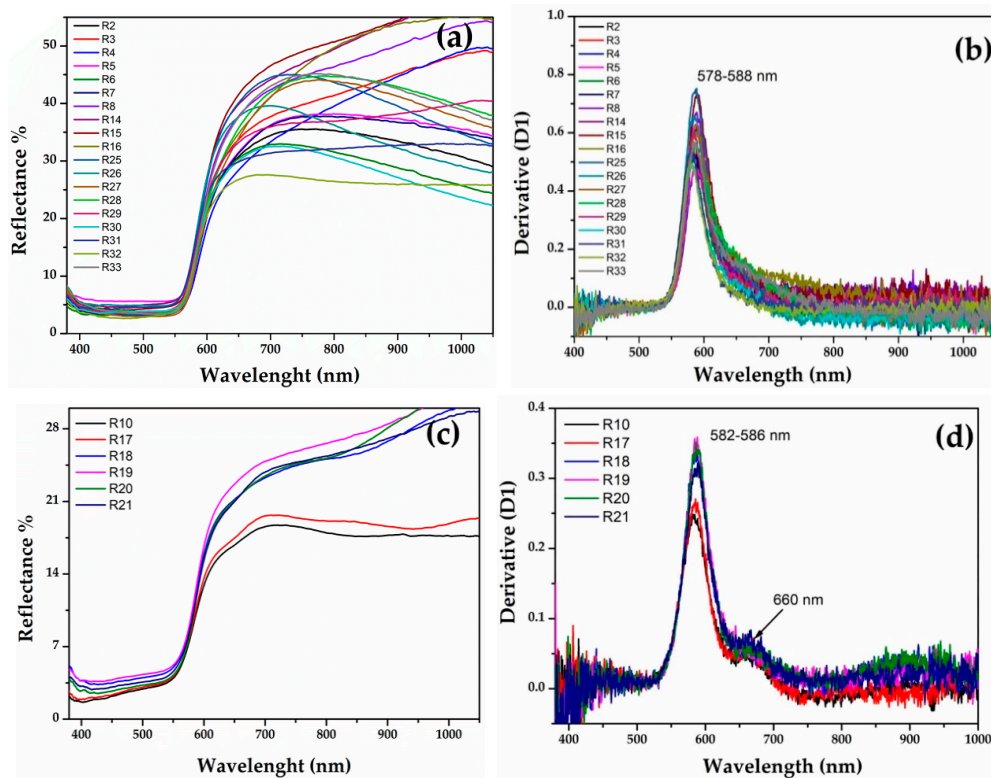 (a)
R2
R3
R4
R5
R6
R7
R8
R14
R15
R16
R25
R26
R27
R28
R29
R30
R31
R32
R33
50
40
30
20
10
0
Reflectance %
400 500 600 700 800 900 1000
Wavelenght (nm)
(b)
R2
R3
R4
R5
R6
R7
R8
R14
R15
R16
R25
R26
R27
R28
R29
R30
R31
R32
R33
578-588 nm
1.0
0.8
0.6
0.4
0.2
0.0
Derivative (D1)
400 500 600 700 800 900 1000
Wavelength (nm)
(c)
R10
R17
R18
R19
R20
R21
28
21
14
7
0
Reflectance %
400 500 600 700 800 900 1000
Wavelenght (nm)
(d)
R10
R17
R18
R19
R20
R21
582-586 nm
660 nm
0.4
0.3
0.2
0.1
0.0
Derivative (D1)
400 500 600 700 800 900 1000
Wavelength (nm)